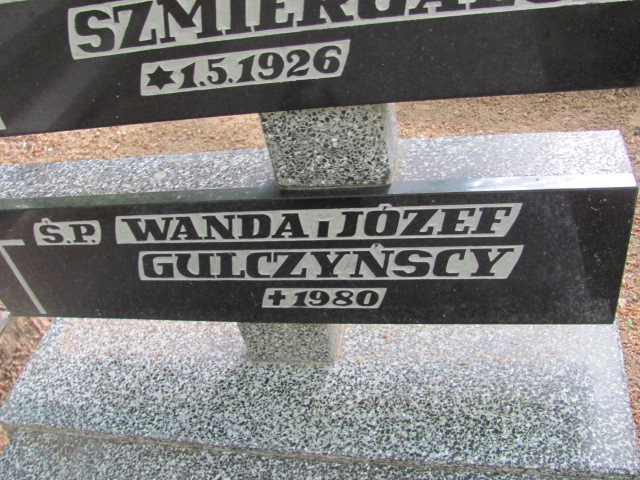 ★1.5.1926
Ś.P. WANDA i JÓZEF
GULCZYŃSCY
✝1980